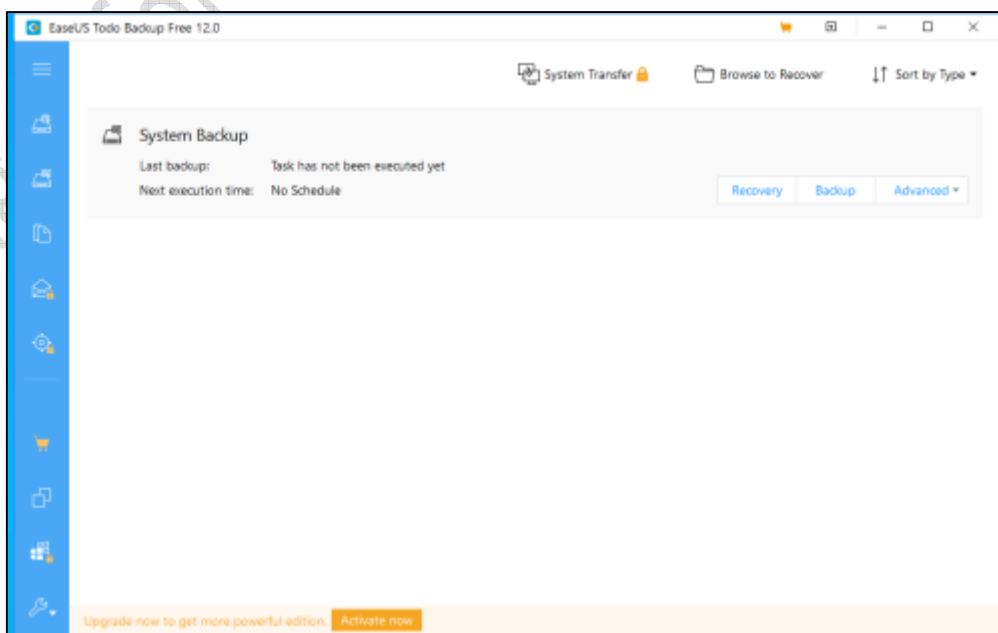 EaseUS Todo Backup Free 12.0
System Transfer
Browse to Recover
Sort by Type
System Backup
Last backup: Task has not been executed yet
Next execution time: No Schedule
Recovery
Backup
Advanced
Upgrade now to get more powerful edition. Activate now